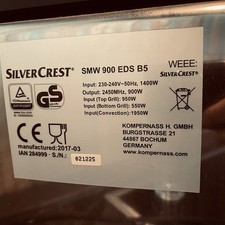 SILVERCREST®
SMW 900 EDS B5
WEEE:
SILVERCREST®
Input: 230-240V~50Hz, 1400W
Output: 2450MHz, 900W
Input (Top Grill): 950W
Input (Bottom Grill): 550W
Input(Convection): 1950W
GS
CE
manufactured: 2017-03
IAN 284999 - S/N.:
021225
KOMPERNASS H. GMBH
BURGSTRASSE 21
44867 BOCHUM
GERMANY
www.kompernass.com